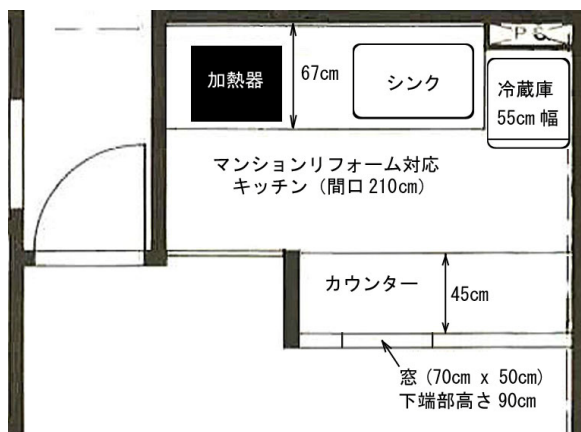 PS
加熱器
67cm
シンク
冷蔵庫
55cm 幅
マンションリフォーム対応
キッチン（間口 210cm）
カウンター
45cm
窓 (70cm x 50cm)
下端部高さ 90cm